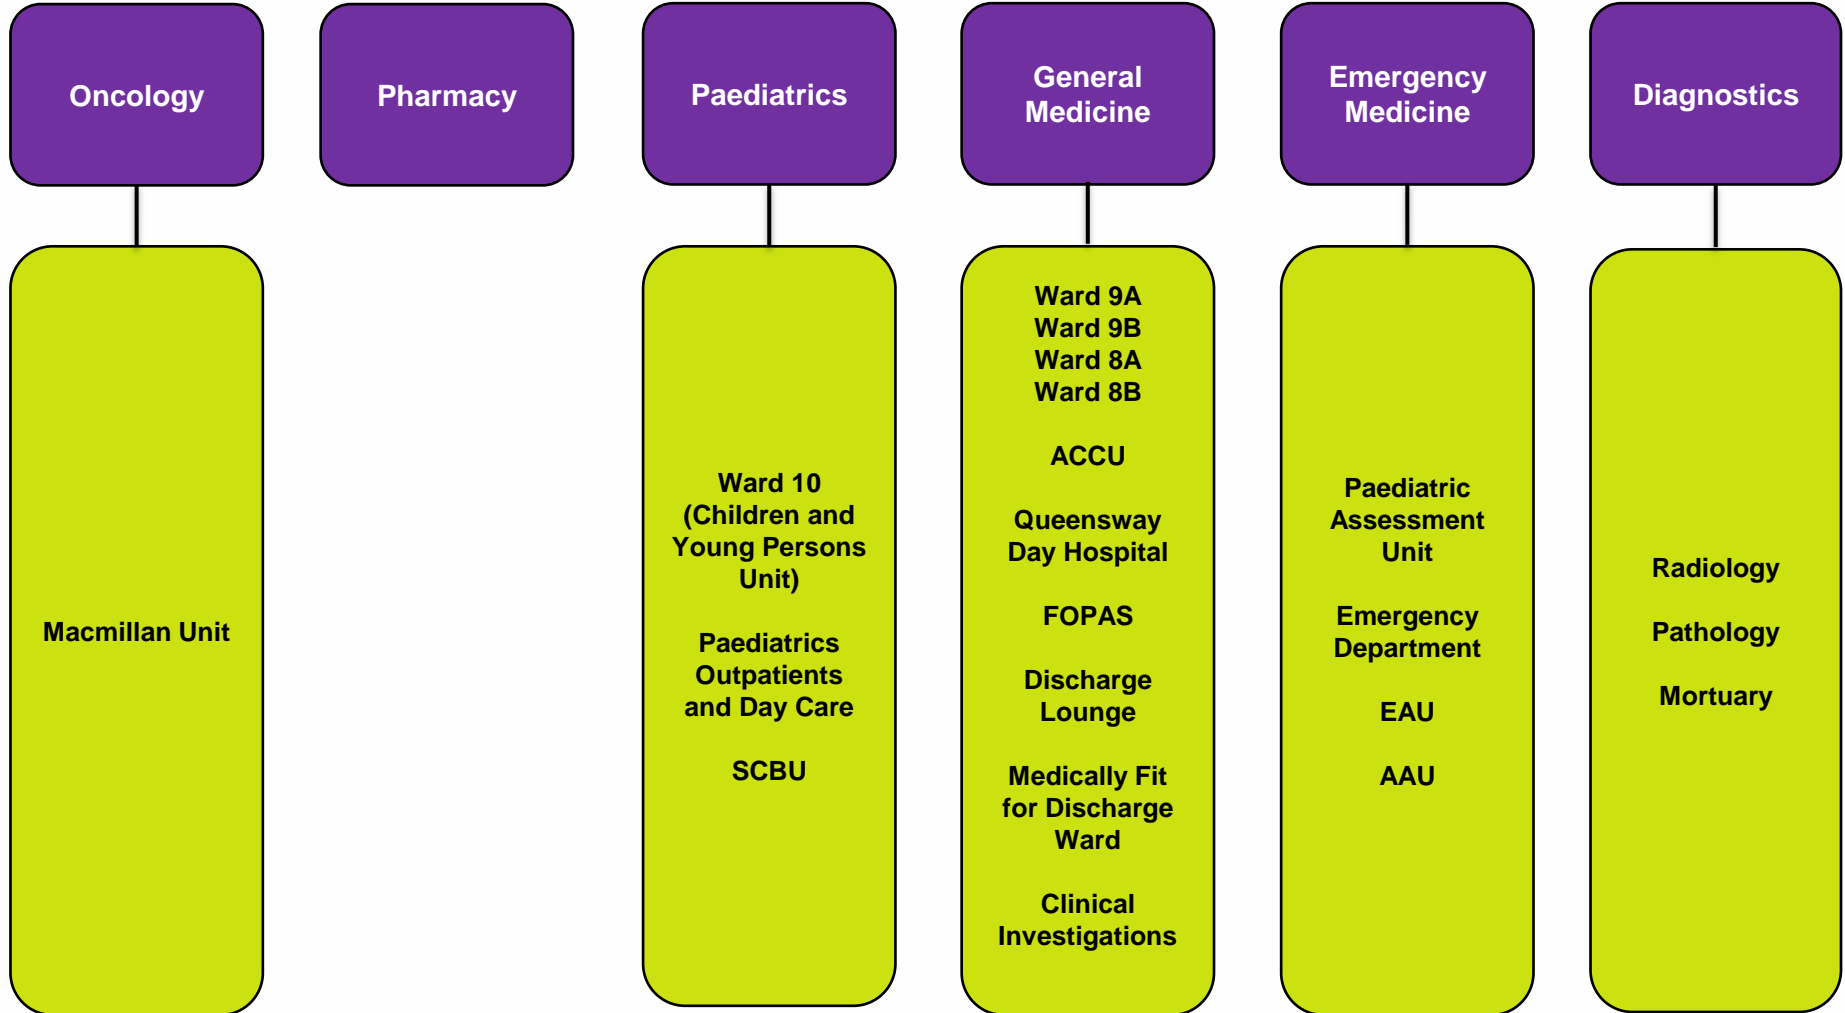 Oncology
Pharmacy
Paediatrics
General
Medicine
Emergency
Medicine
Diagnostics
Macmillan Unit
Ward 10
(Children and
Young Persons
Unit)
Paediatrics
Outpatients
and Day Care
SCBU
Ward 9A
Ward 9B
Ward 8A
Ward 8B
ACCU
Queensway
Day Hospital
FOPAS
Discharge
Lounge
Medically Fit
for Discharge
Ward
Clinical
Investigations
Paediatric
Assessment
Unit
Emergency
Department
EAU
AAU
Radiology
Pathology
Mortuary